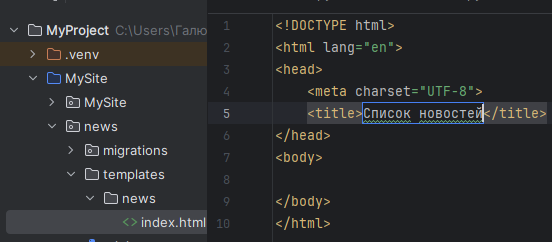 MyProject C:\Users\Галю
.venv
MySite
MySite
news
migrations
templates
news
<> index.html
1 <!DOCTYPE html>
2 <html lang="en">
3 <head>
4 <meta charset="UTF-8">
5 <title>Список новостей</title>
6 </head>
7 <body>
8
9 </body>
10 </html>